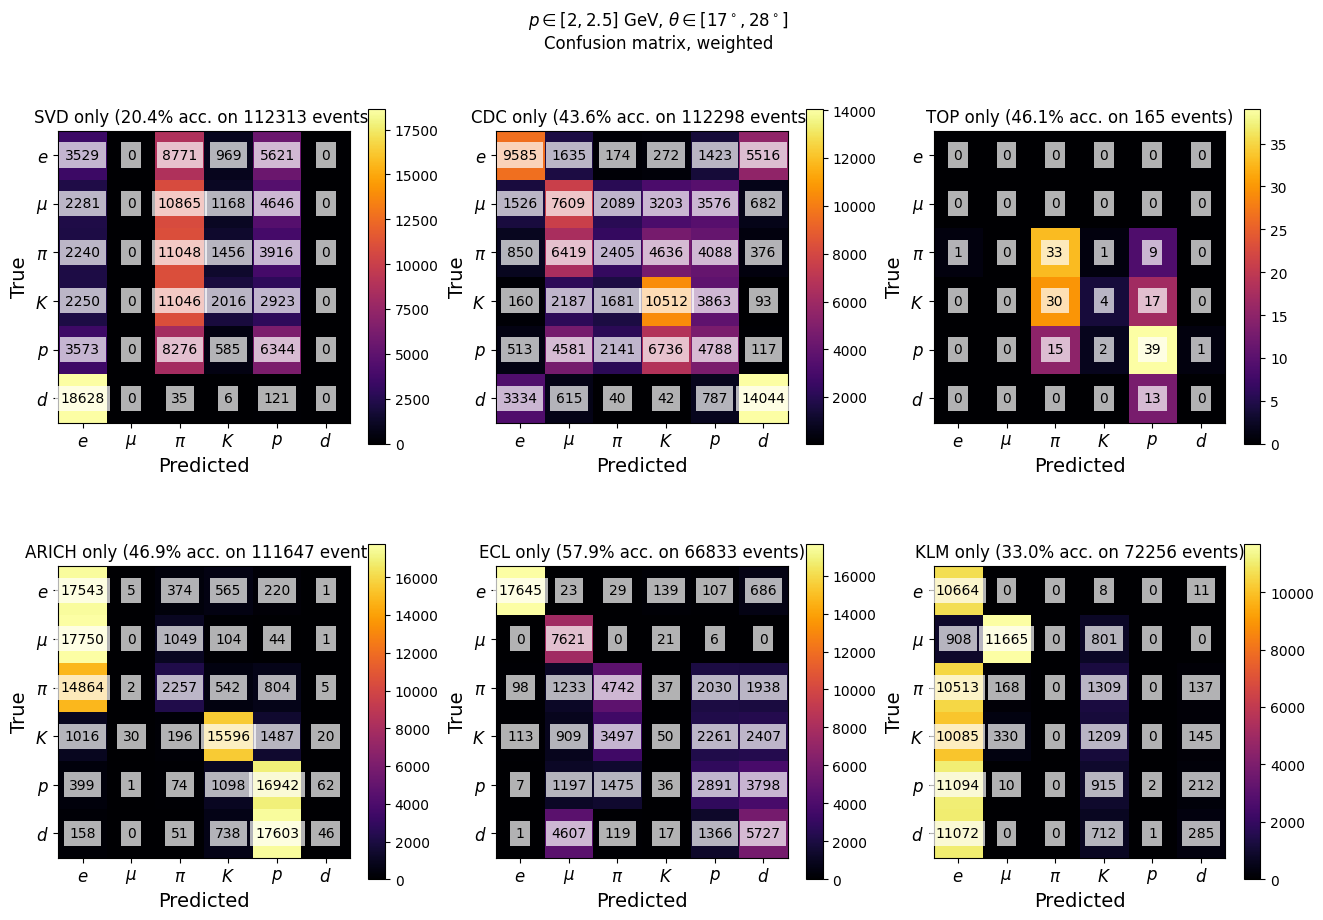 p ∈ [2, 2.5] GeV, θ ∈ [17°, 28°]
Confusion matrix, weighted
SVD only (20.4% acc. on 112313 events
True
e 3529 0 8771 969 5621 0
μ 2281 0 10865 1168 4646 0
π 2240 0 11048 1456 3916 0
K 2250 0 11046 2016 2923 0
p 3573 0 8276 585 6344 0
d 18628 0 35 6 121 0
e μ π K p d
Predicted
17500
15000
12500
10000
7500
5000
2500
0
CDC only (43.6% acc. on 112298 events
True
e 9585 1635 174 272 1423 5516
μ 1526 7609 2089 3203 3576 682
π 850 6419 2405 4636 4088 376
K 160 2187 1681 10512 3863 93
p 513 4581 2141 6736 4788 117
d 3334 615 40 42 787 14044
e μ π K p d
Predicted
14000
12000
10000
8000
6000
4000
2000
TOP only (46.1% acc. on 165 events)
True
e 0 0 0 0 0 0
μ 0 0 0 0 0 0
π 1 0 33 1 9 0
K 0 0 30 4 17 0
p 0 0 15 2 39 1
d 0 0 0 0 13 0
e μ π K p d
Predicted
35
30
25
20
15
10
5
0
ARICH only (46.9% acc. on 111647 event
True
e 17543 5 374 565 220 1
μ 17750 0 1049 104 44 1
π 14864 2 2257 542 804 5
K 1016 30 196 15596 1487 20
p 399 1 74 1098 16942 62
d 158 0 51 738 17603 46
e μ π K p d
Predicted
16000
14000
12000
10000
8000
6000
4000
2000
0
ECL only (57.9% acc. on 66833 events)
True
e 17645 23 29 139 107 686
μ 0 7621 0 21 6 0
π 98 1233 4742 37 2030 1938
K 113 909 3497 50 2261 2407
p 7 1197 1475 36 2891 3798
d 1 4607 119 17 1366 5727
e μ π K p d
Predicted
16000
14000
12000
10000
8000
6000
4000
2000
0
KLM only (33.0% acc. on 72256 events)
True
e 10664 0 0 8 0 11
μ 908 11665 0 801 0 0
π 10513 168 0 1309 0 137
K 10085 330 0 1209 0 145
p 11094 10 0 915 2 212
d 11072 0 0 712 1 285
e μ π K p d
Predicted
10000
8000
6000
4000
2000
0